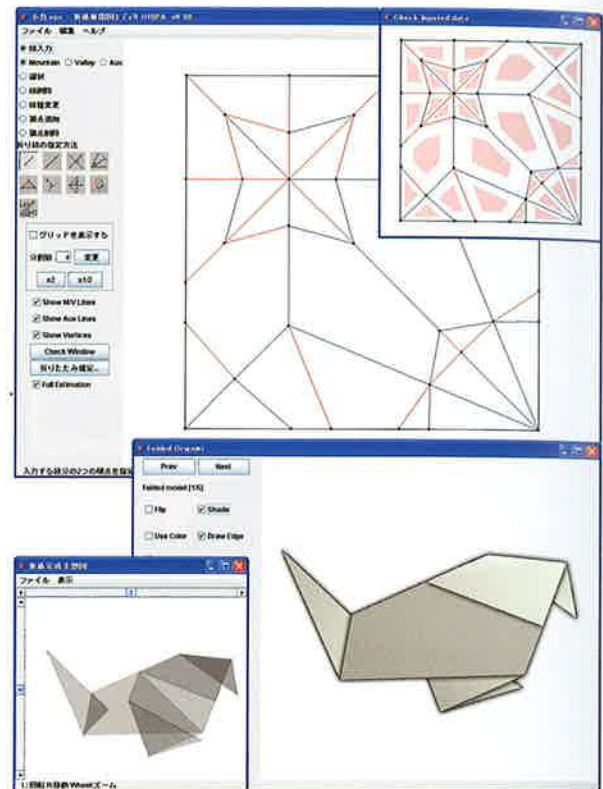 ファイル 編集 ヘルプ
線入力
Mountain Valley Aux
選択
線削除
線種変更
頂点追加
頂点削除
折り線の指定方法
グリッドを表示する
分割数 変更
x2 x1/2
Show M/V Lines
Show Aux Lines
Show Vertices
Check Window
折りたたみ推定...
Full Estimation
Check Inputed data
Folded Origami
Prev Next
Folded model [1/6]
Flip Shade
Use Color Draw Edge
ファイル 表示